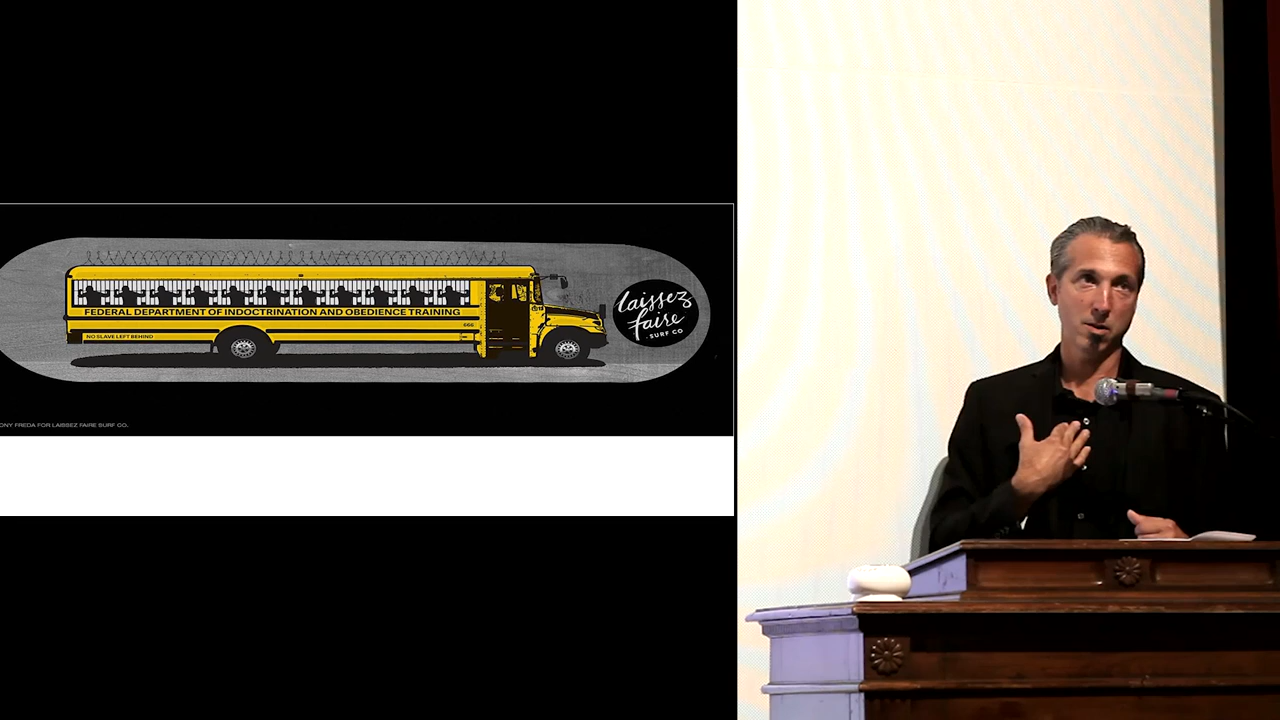 FEDERAL DEPARTMENT OF INDOCTRINATION AND OBEDIENCE TRAINING
666
NO SLAVE LEFT BEHIND
laissez
faire
SURF CO
ONY FREDA FOR LAISSEZ FAIRE SURF CO.